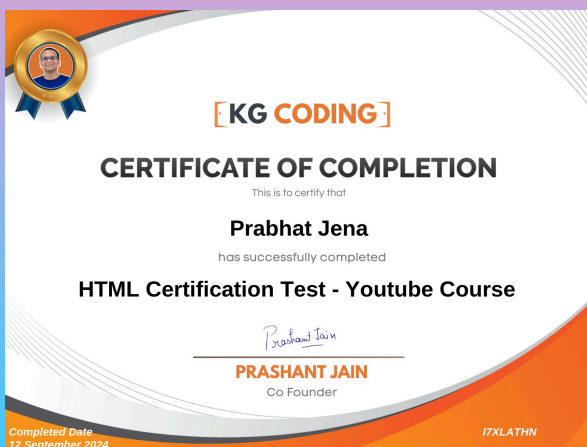 KG CODING
CERTIFICATE OF COMPLETION
This is to certify that
Prabhat Jena
has successfully completed
HTML Certification Test - Youtube Course
Prashant Jain
PRASHANT JAIN
Co Founder
Completed Date
12 September 2024
I7XLATHN